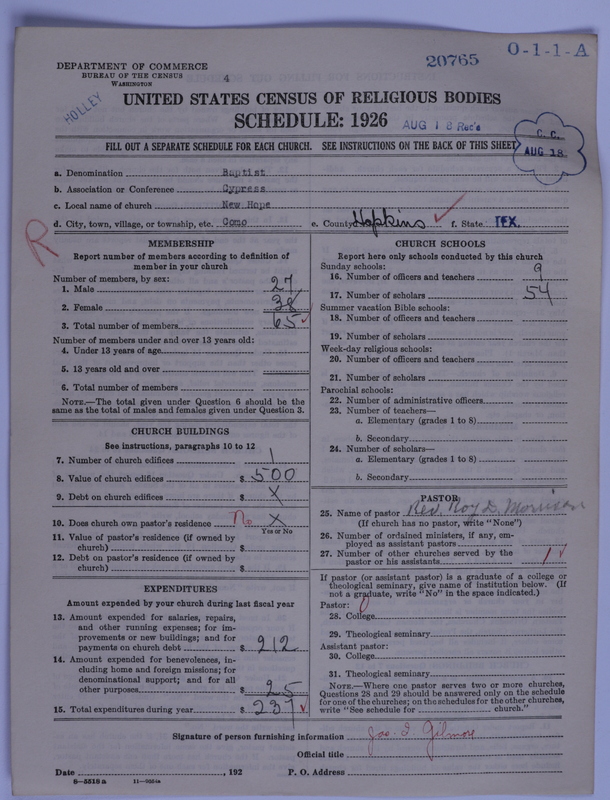 20765
0-1-1-A
DEPARTMENT OF COMMERCE
BUREAU OF THE CENSUS
WASHINGTON
4
HOLLEY
UNITED STATES CENSUS OF RELIGIOUS BODIES
SCHEDULE: 1926
AUG 18 Rec'd
C. C.
AUG 18.
FILL OUT A SEPARATE SCHEDULE FOR EACH CHURCH. SEE INSTRUCTIONS ON THE BACK OF THIS SHEET
a. Denomination Baptist
b. Association or Conference Cypress
c. Local name of church New Hope
d. City, town, village, or township, etc. Como e. County Hopkins f. State TEX.
R
MEMBERSHIP
Report number of members according to definition of
member in your church
Number of members, by sex:
1. Male 27
2. Female 38
3. Total number of members 65
Number of members under and over 13 years old:
4. Under 13 years of age
5. 13 years old and over
6. Total number of members
NOTE.—The total given under Question 6 should be the
same as the total of males and females given under Question 3.
CHURCH BUILDINGS
See instructions, paragraphs 10 to 12
7. Number of church edifices 1
8. Value of church edifices $ 500
9. Debt on church edifices $ X
10. Does church own pastor's residence No X
Yes or No
11. Value of pastor's residence (if owned by
church) $
12. Debt on pastor's residence (if owned by
church) $
EXPENDITURES
Amount expended by your church during last fiscal year
13. Amount expended for salaries, repairs,
and other running expenses; for im-
provements or new buildings; and for
payments on church debt $ 212
14. Amount expended for benevolences, in-
cluding home and foreign missions; for
denominational support; and for all
other purposes $ 25
15. Total expenditures during year $ 237
CHURCH SCHOOLS
Report here only schools conducted by this church
Sunday schools:
16. Number of officers and teachers 9
17. Number of scholars 54
Summer vacation Bible schools:
18. Number of officers and teachers
19. Number of scholars
Week-day religious schools:
20. Number of officers and teachers
21. Number of scholars
Parochial schools:
22. Number of administrative officers
23. Number of teachers—
a. Elementary (grades 1 to 8)
b. Secondary
24. Number of scholars—
a. Elementary (grades 1 to 8)
b. Secondary
PASTOR
25. Name of pastor Rev. Roy D. Morrison
(If church has no pastor, write "None")
26. Number of ordained ministers, if any, em-
ployed as assistant pastors
27. Number of other churches served by the
pastor or his assistants 1
If pastor (or assistant pastor) is a graduate of a college or
theological seminary, give name of institution below. (If
not a graduate, write "No" in the space indicated.)
Pastor: 0
28. College
29. Theological seminary
Assistant pastor:
30. College
31. Theological seminary
NOTE.—Where one pastor serves two or more churches,
Questions 28 and 29 should be answered only on the schedule
for one of the churches; on the schedules for the other churches,
write "See schedule for church."
Signature of person furnishing information Jas. I. Gilmore
Official title
Date , 192 P. O. Address
8—5518 a 11—9554a